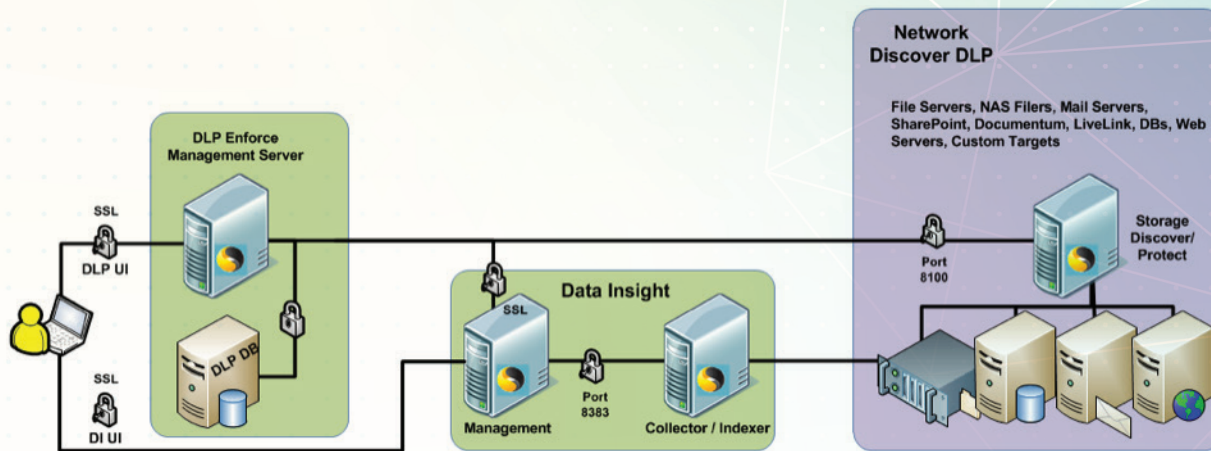 Network
Discover DLP
File Servers, NAS Filers, Mail Servers,
SharePoint, Documentum, LiveLink, DBs, Web
Servers, Custom Targets
DLP Enforce
Management Server
SSL
DLP UI
DLP DB
SSL
DI UI
Data Insight
SSL
Port
8383
Management
Collector / Indexer
Port
8100
Storage
Discover/
Protect